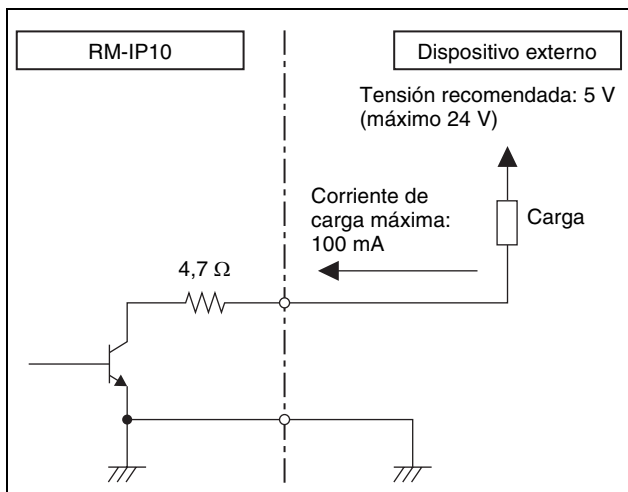 RM-IP10
Dispositivo externo
Tensión recomendada: 5 V
(máximo 24 V)
Corriente de
carga máxima:
100 mA
Carga
4,7 Ω